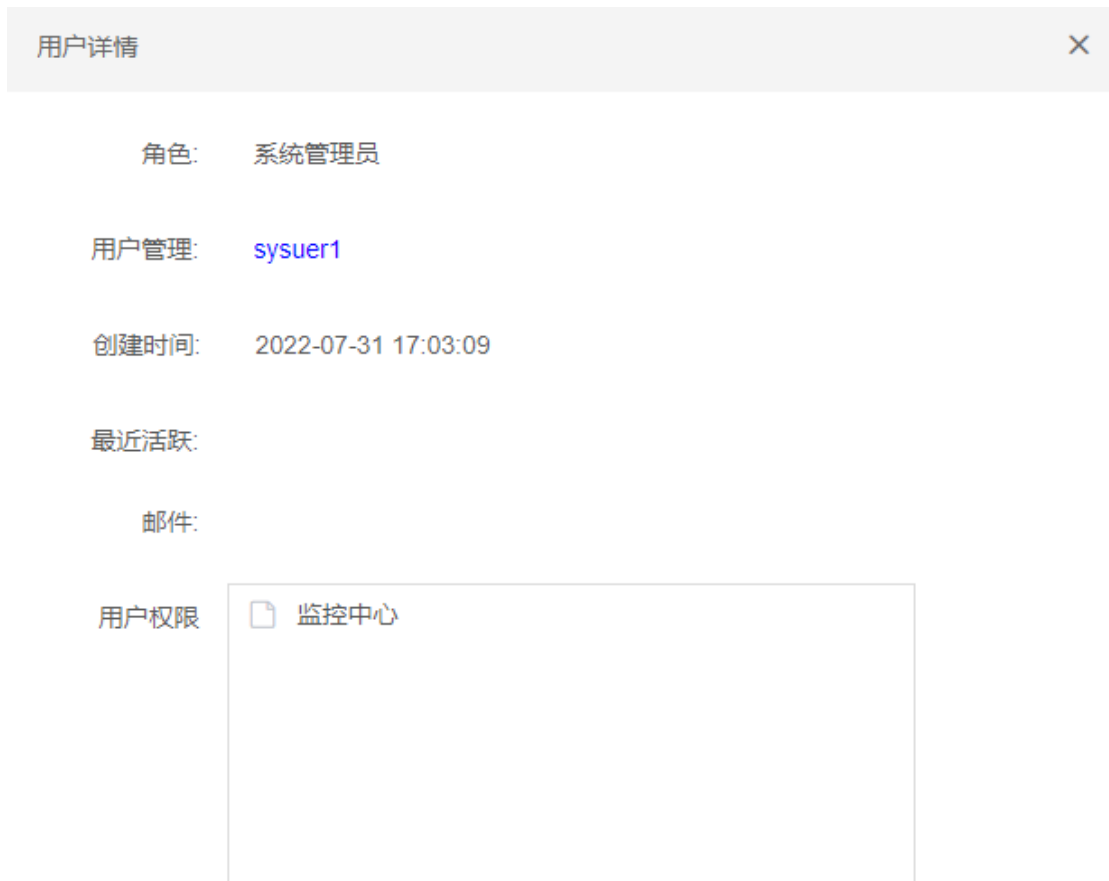 用户详情
角色: 系统管理员
用户管理: sysuer1
创建时间: 2022-07-31 17:03:09
最近活跃:
邮件:
用户权限 监控中心